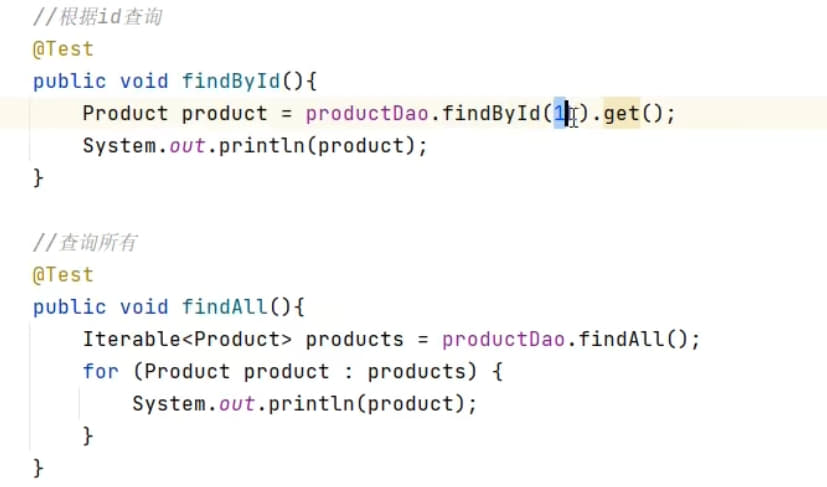 //根据id查询
@Test
public void findById(){
    Product product = productDao.findById(1).get();
    System.out.println(product);
}
//查询所有
@Test
public void findAll(){
    Iterable<Product> products = productDao.findAll();
    for (Product product : products) {
        System.out.println(product);
    }
}